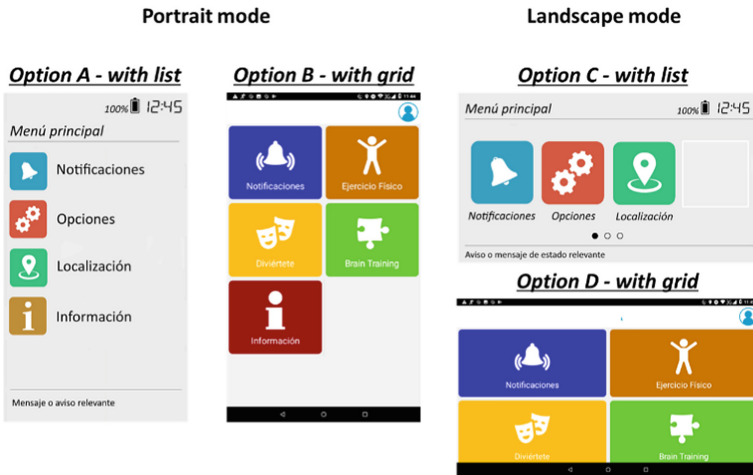 Portrait mode
Landscape mode
Option A - with list
100% 12:45
Menú principal
Notificaciones
Opciones
Localización
Información
Mensaje o aviso relevante
Option B - with grid
11:44
Notificaciones
Ejercicio Físico
Diviértete
Brain Training
Información
Option C - with list
Menú principal
100% 12:45
Notificaciones
Opciones
Localización
Aviso o mensaje de estado relevante
Option D - with grid
Notificaciones
Ejercicio Físico
Diviértete
Brain Training